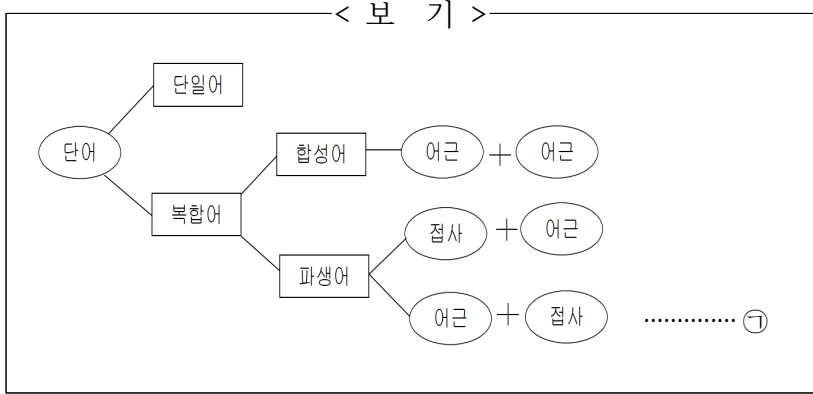 < 보 기 >
단일어
단어
합성어 어근 + 어근
복합어
접사 + 어근
파생어
어근 + 접사 ·············· ㉠